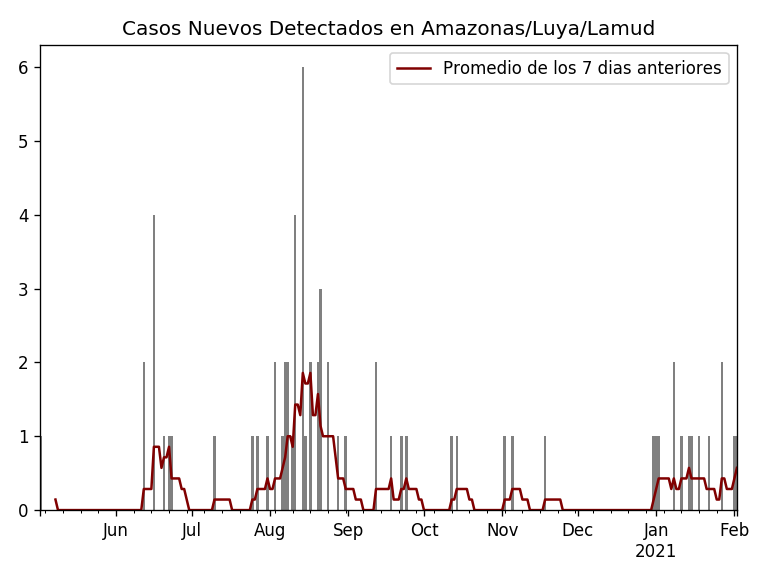 Casos Nuevos Detectados en Amazonas/Luya/Lamud
Promedio de los 7 dias anteriores
6
5
4
3
2
1
0
Jun Jul Aug Sep Oct Nov Dec Jan Feb
2021